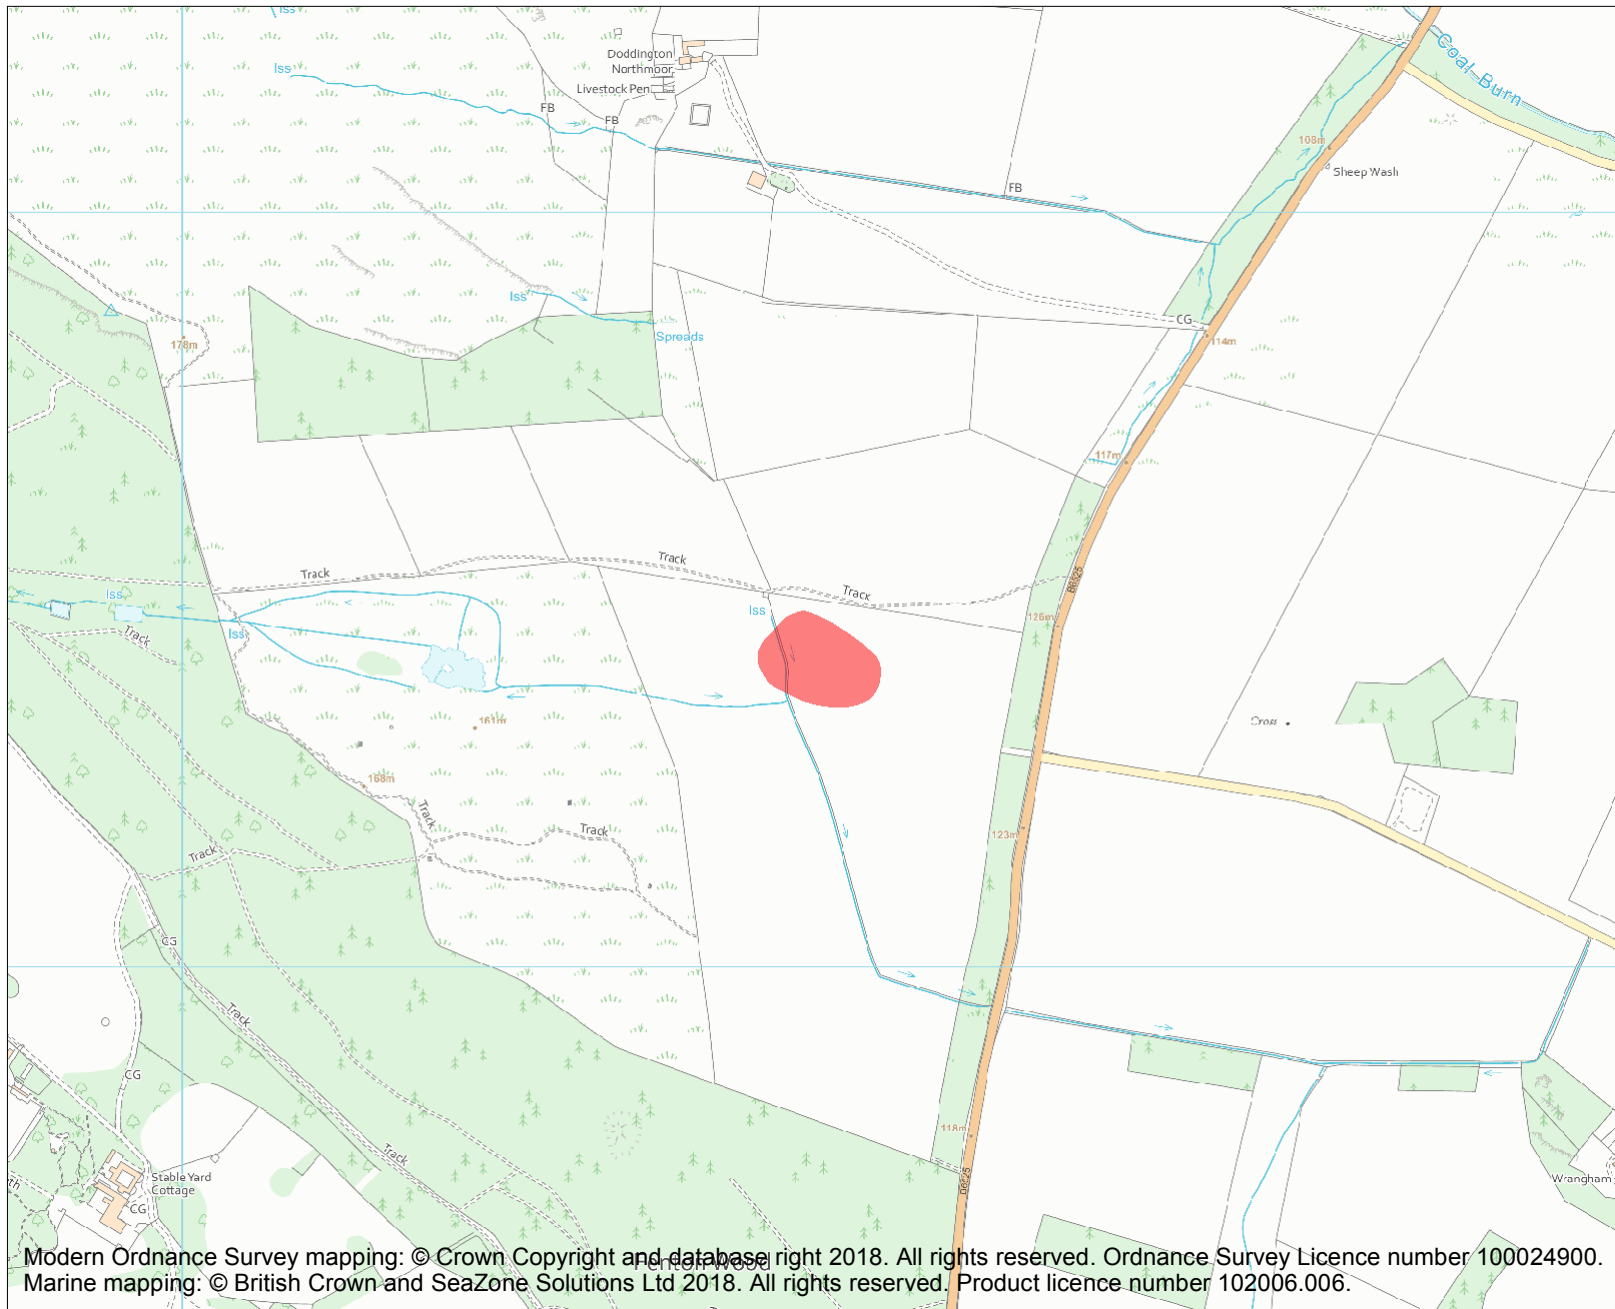 Iss
Coal Burn
Doddington
Northmoor
Iss
Livestock Pen
FB
FB
108m
Sheep Wash
FB
Iss
CG
Spreads
178m
114m
117m
Track
Track
Track
B6525
Iss
Iss
126m
Iss
Track
161m
Cross
168m
Track
Track
123m
Track
CG
Track
CG
118m
Track
Stable Yard
Cottage
Wrangham
CG
B6525
th
Fenton Wood
Modern Ordnance Survey mapping: © Crown Copyright and database right 2018. All rights reserved. Ordnance Survey Licence number 100024900.
Marine mapping: © British Crown and SeaZone Solutions Ltd 2018. All rights reserved. Product licence number 102006.006.